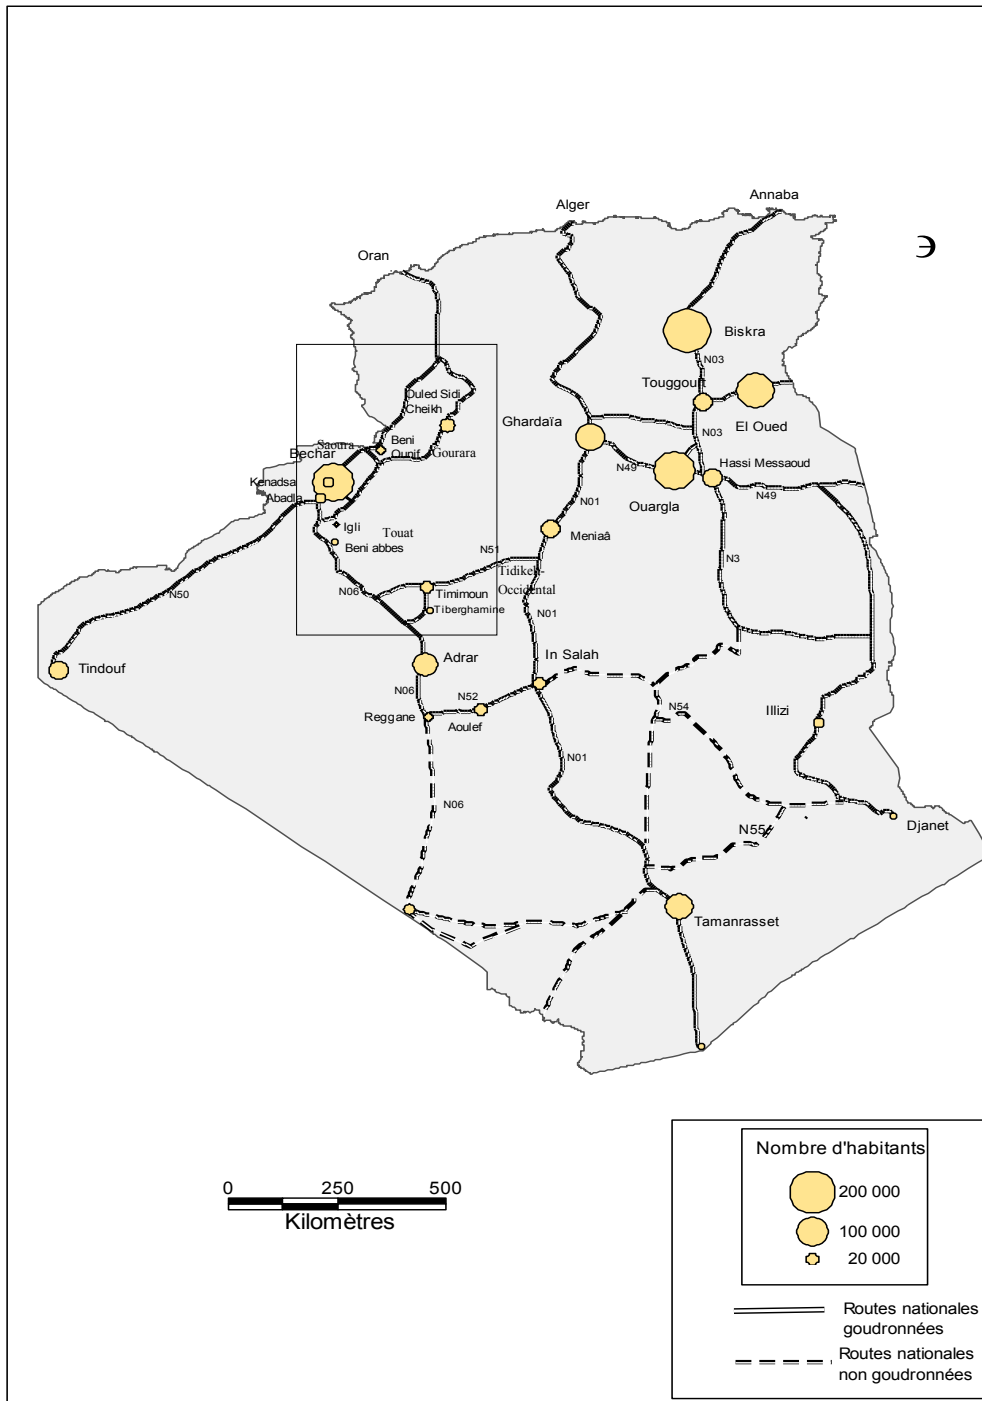 Annaba
Alger
Oran
Э
Biskra
N03
Touggourt
Ouled Sidi
Cheikh
El Oued
Ghardaïa
N03
Saoura
Beni
Ounif
Gourara
Bechar
N49
Hassi Messaoud
Kenadsa
Abadla
N49
N01
Ouargla
Igli
Touat
Meniaâ
Beni abbes
N51
N3
Tidikelt-
Occidental
N50
N06
Timimoun
Tiberghamine
N01
Tindouf
Adrar
In Salah
N06
N52
N54
Illizi
Reggane
Aoulef
N01
N06
N55
Djanet
Tamanrasset
Nombre d'habitants
200 000
100 000
20 000
0 250 500
Kilomètres
Routes nationales
goudronnées
Routes nationales
non goudronnées